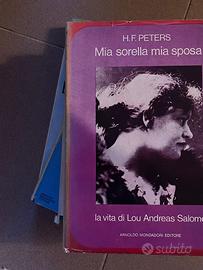 H.F. PETERS
Mia sorella mia sposa
la vita di Lou Andreas Salomé
ARNOLDO MONDADORI EDITORE
subito